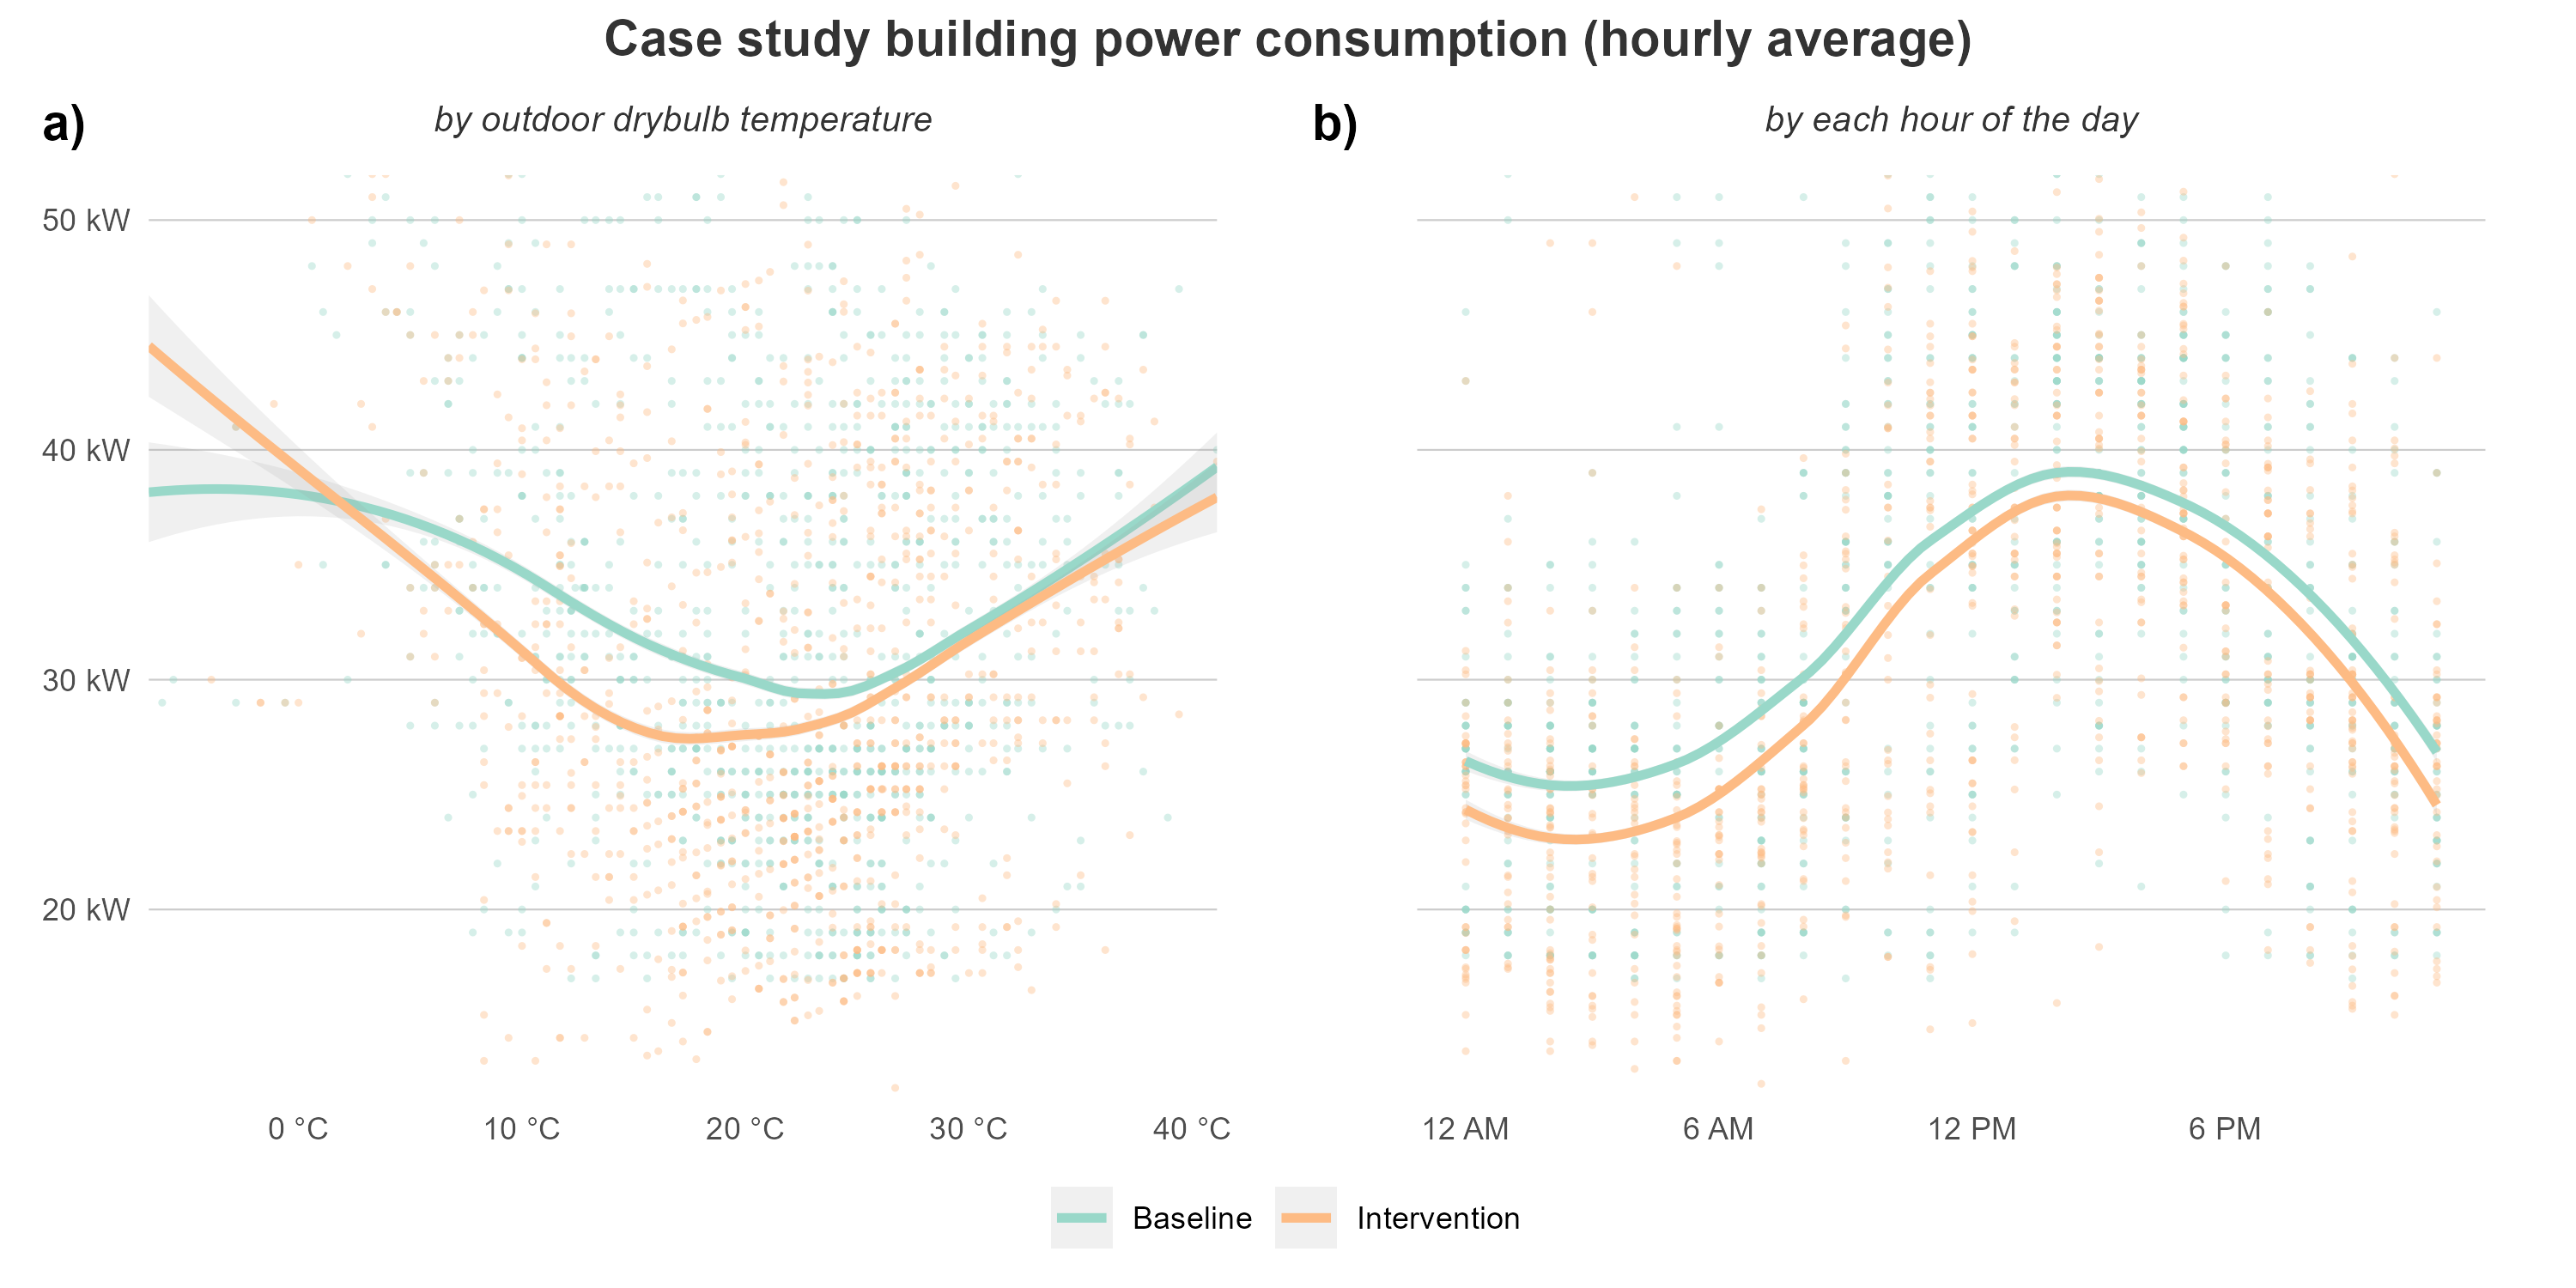 Case study building power consumption (hourly average)
a)
by outdoor drybulb temperature
b)
by each hour of the day
50 kW
40 kW
30 kW
20 kW
0 °C 10 °C 20 °C 30 °C 40 °C
12 AM 6 AM 12 PM 6 PM
Baseline Intervention